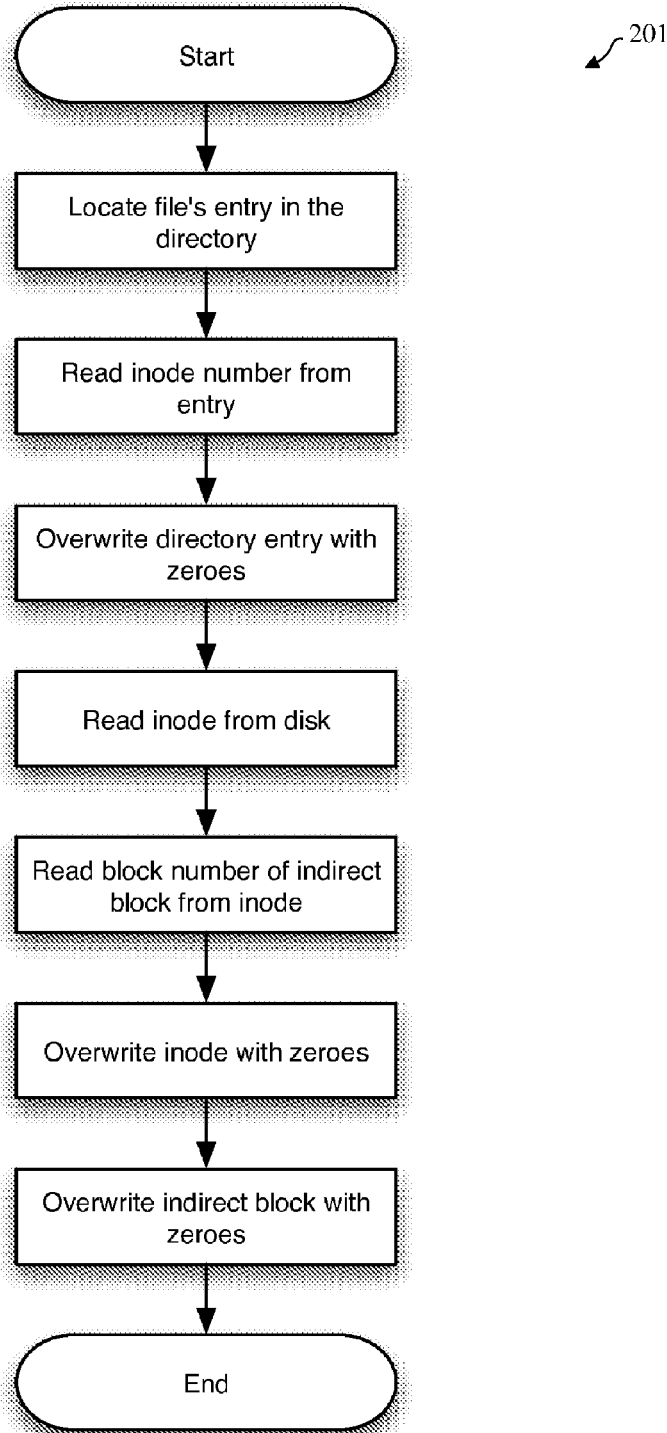 Start
201
Locate file's entry in the
directory
Read inode number from
entry
Overwrite directory entry with
zeroes
Read inode from disk
Read block number of indirect
block from inode
Overwrite inode with zeroes
Overwrite indirect block with
zeroes
End